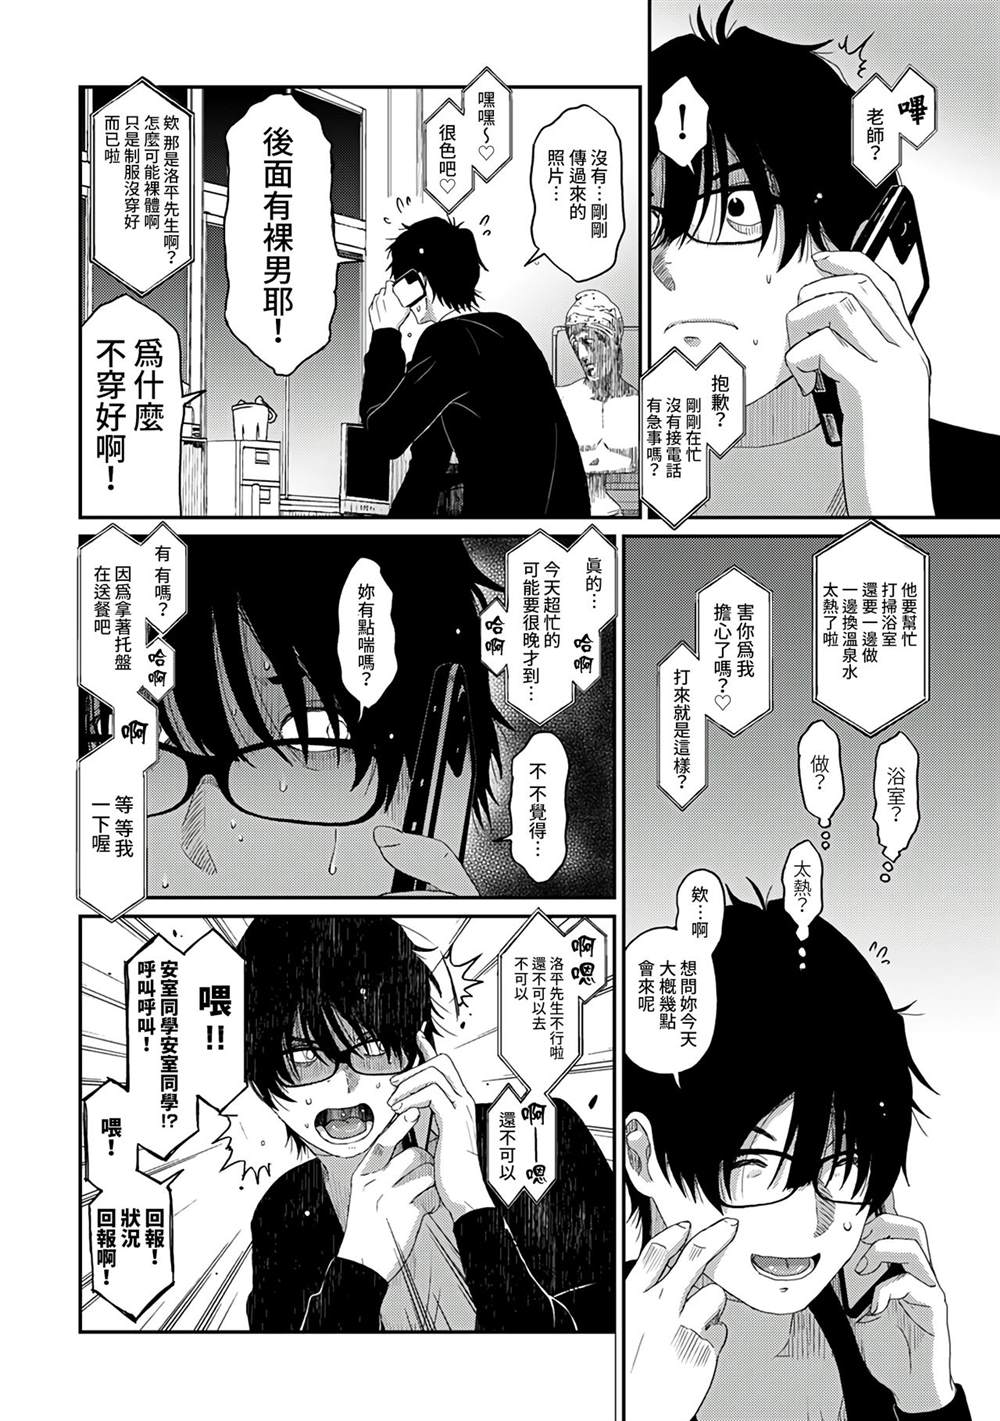 嗶
老師？
！
抱歉？
剛剛在忙
沒有接電話
有急事嗎？
沒有…剛剛
傳過來的
照片…
嘿嘿～♡
很色吧♡
後面有裸男耶！
欸 那是洛平先生啊？
怎麼可能裸體啊
只是制服沒穿好
而已啦
爲什麼
不穿好啊！
他要幫忙
打掃浴室
還要一邊做
一邊換溫泉水
太熱了啦
浴室？
做？
太熱？
害你爲我
擔心了嗎？♡
打來就是這樣？
欸…啊
想問妳今天
大概幾點
會來呢
眞的…
今天超忙的
可能要很晚才到…
哈啊
哈啊
妳有點喘嗎？
不 不覺得…
有 有嗎？
哈啊
哈啊
因爲拿著托盤
在送餐吧
啊
等 等我
一下喔
啊嗯
洛平先生不行啦
還不可以去
不可以
啊——嗯
還不可以
喂！！
安室同學安室同學！？
呼叫呼叫！
喂！
回報！
狀況
回報啊！